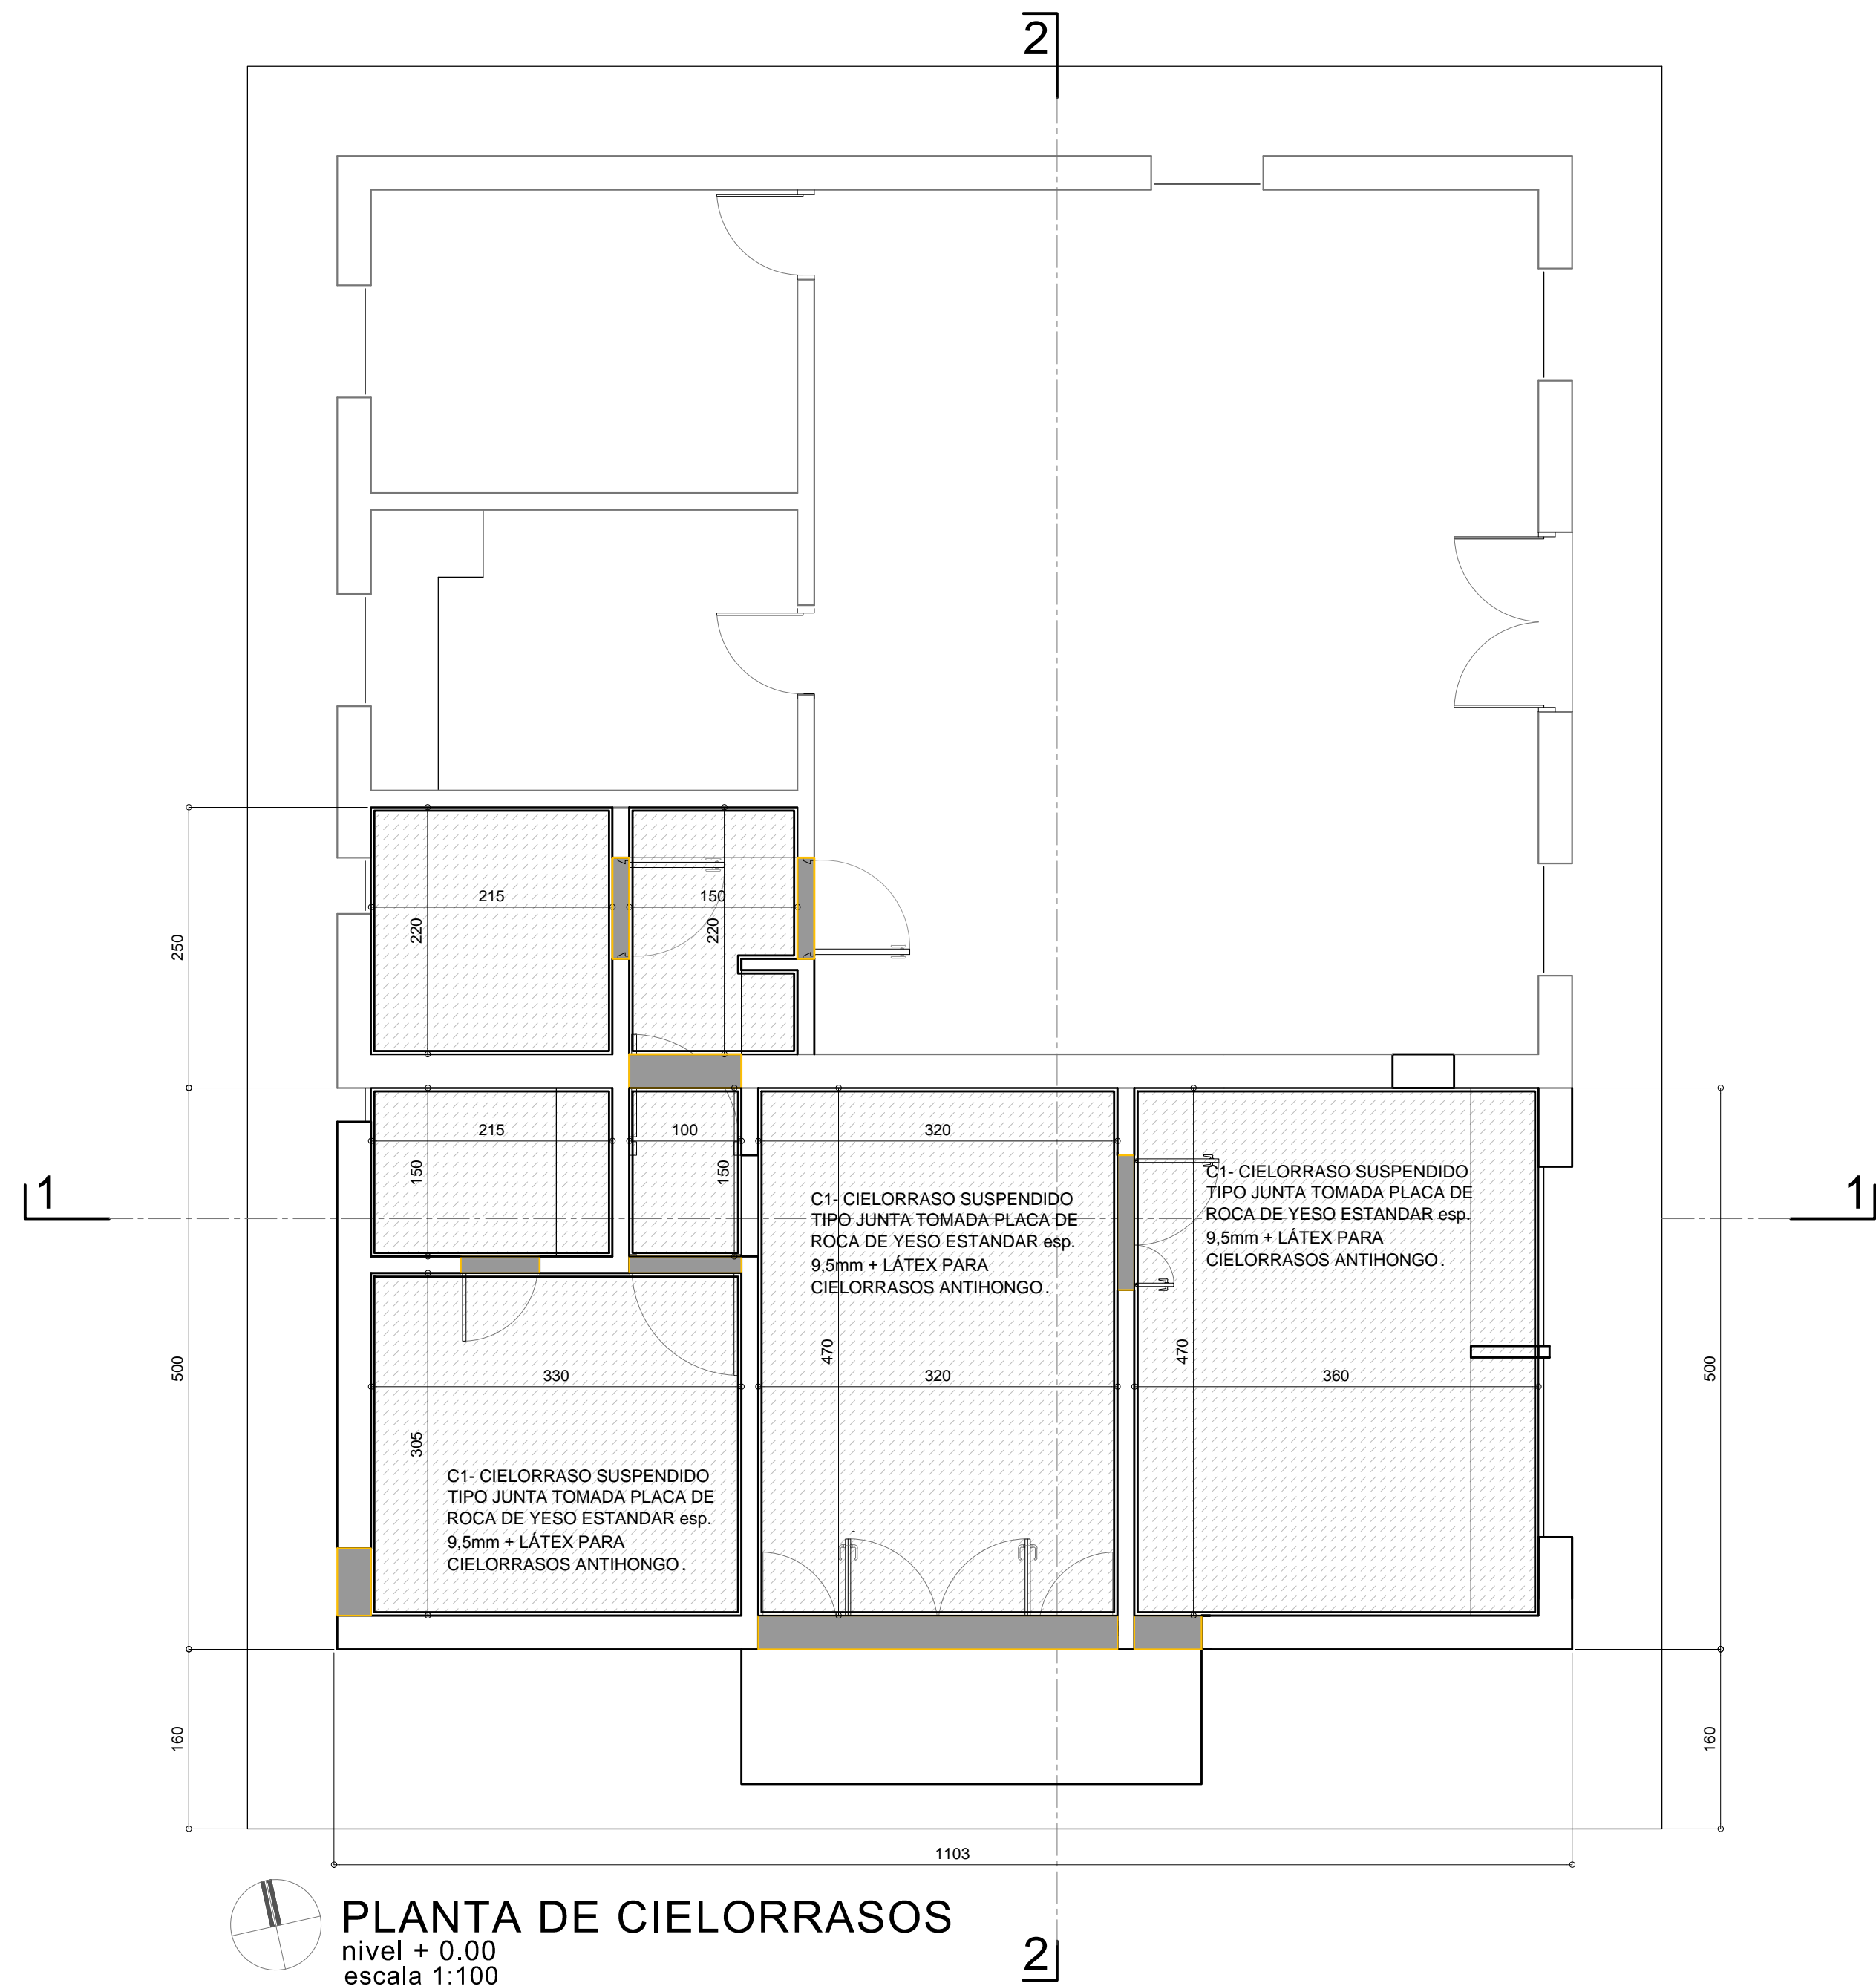 2
215
150
220
220
250
215
100
320
150
150
C1- CIELORRASO SUSPENDIDO
TIPO JUNTA TOMADA PLACA DE
ROCA DE YESO ESTANDAR esp.
9,5mm + LÁTEX PARA
CIELORRASOS ANTIHONGO.
C1- CIELORRASO SUSPENDIDO
TIPO JUNTA TOMADA PLACA DE
ROCA DE YESO ESTANDAR esp.
9,5mm + LÁTEX PARA
CIELORRASOS ANTIHONGO.
1
1
470
470
500
500
330
320
360
305
C1- CIELORRASO SUSPENDIDO
TIPO JUNTA TOMADA PLACA DE
ROCA DE YESO ESTANDAR esp.
9,5mm + LÁTEX PARA
CIELORRASOS ANTIHONGO.
160
160
1103
PLANTA DE CIELORRASOS
nivel + 0.00
escala 1:100
2